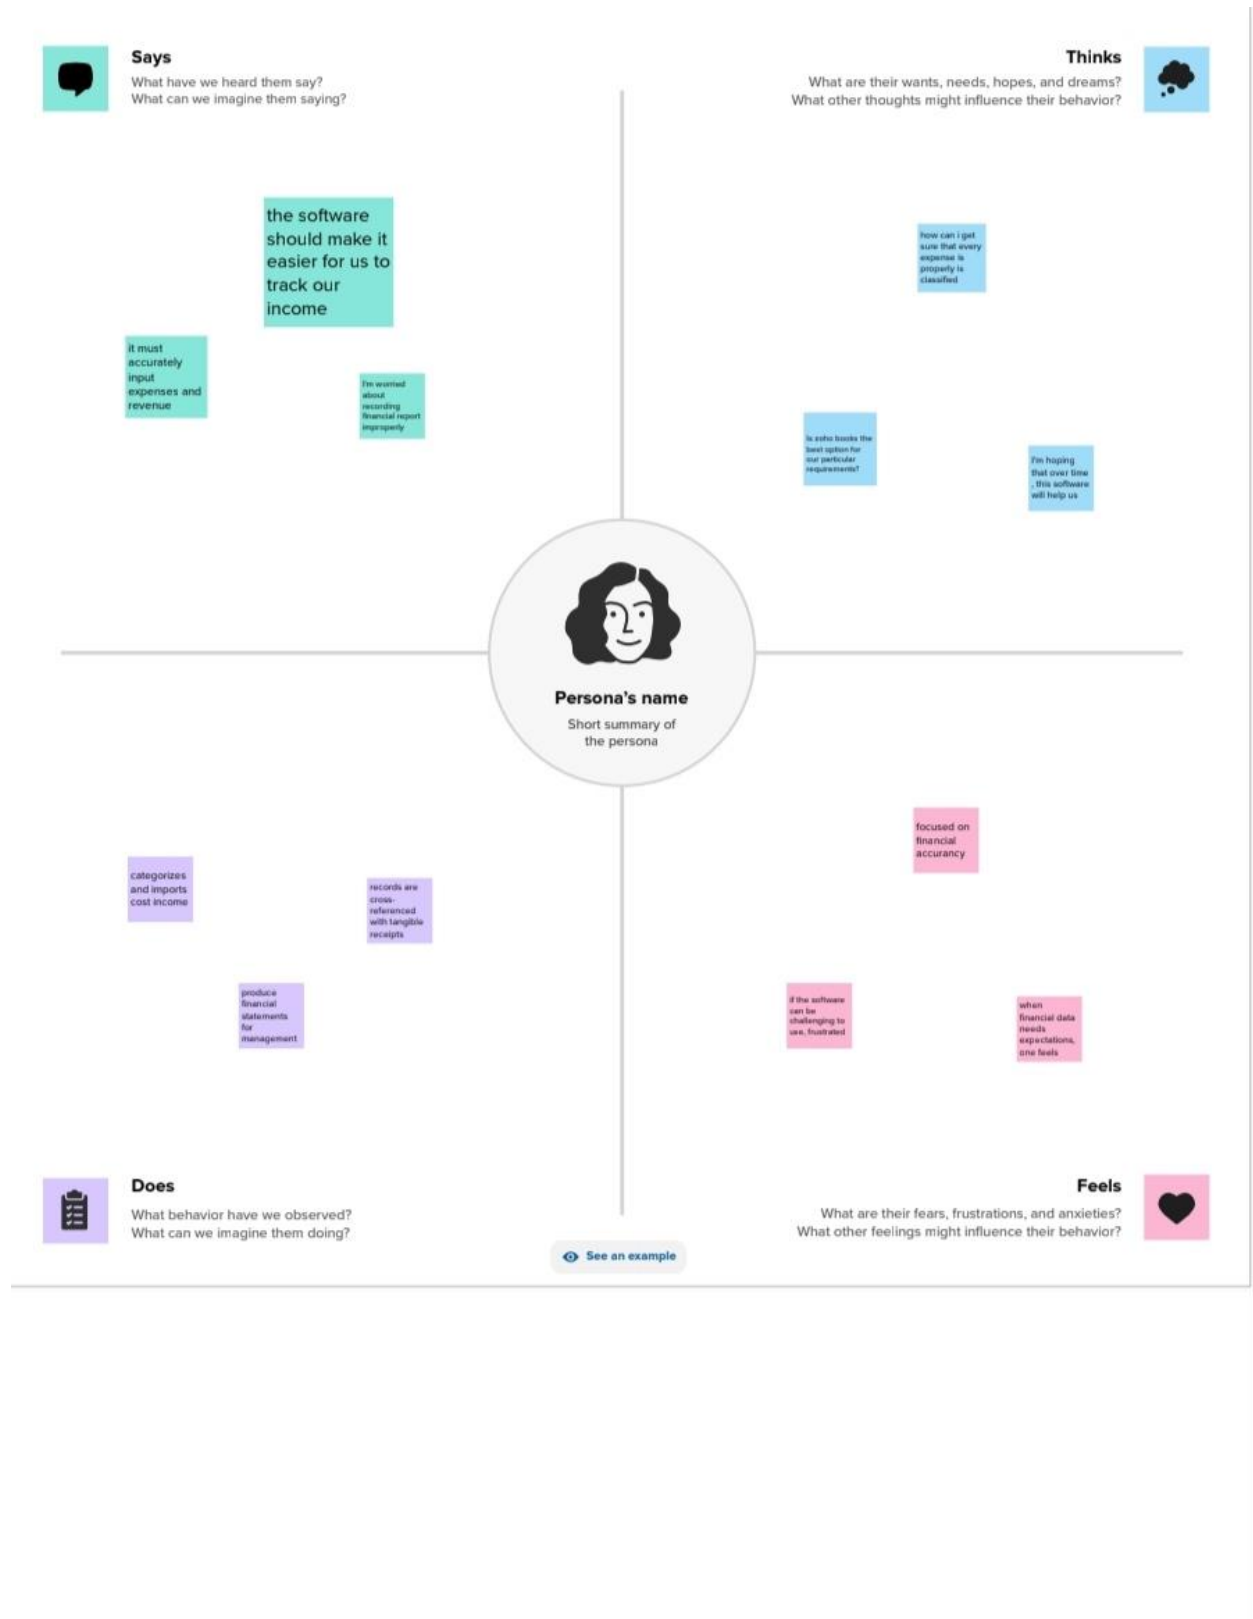 Says
What have we heard them say?
What can we imagine them saying?
Thinks
What are their wants, needs, hopes, and dreams?
What other thoughts might influence their behavior?
the software
should make it
easier for us to
track our
income
it must
accurately
input
expenses and
revenue
I'm worried
about
recording
financial report
improperly
how can i get
sure that every
expense is
properly is
classified
Is zoho books the
best option for
our particular
requirements?
I'm hoping
that over time
, this software
will help us
Persona's name
Short summary of
the persona
categorizes
and imports
cost income
records are
cross-
referenced
with tangible
receipts
produce
financial
statements
for
management
focused on
financial
accurancy
if the software
can be
challenging to
use, frustrated
when
financial data
needs
expectations,
one feels
Does
What behavior have we observed?
What can we imagine them doing?
Feels
What are their fears, frustrations, and anxieties?
What other feelings might influence their behavior?
See an example